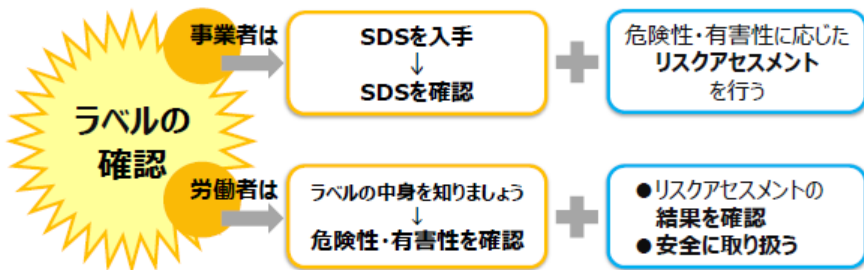 ラベルの
確認
事業者は
SDSを入手
↓
SDSを確認
危険性・有害性に応じた
リスクアセスメント
を行う
労働者は
ラベルの中身を知りましょう
↓
危険性・有害性を確認
●リスクアセスメントの
結果を確認
●安全に取り扱う